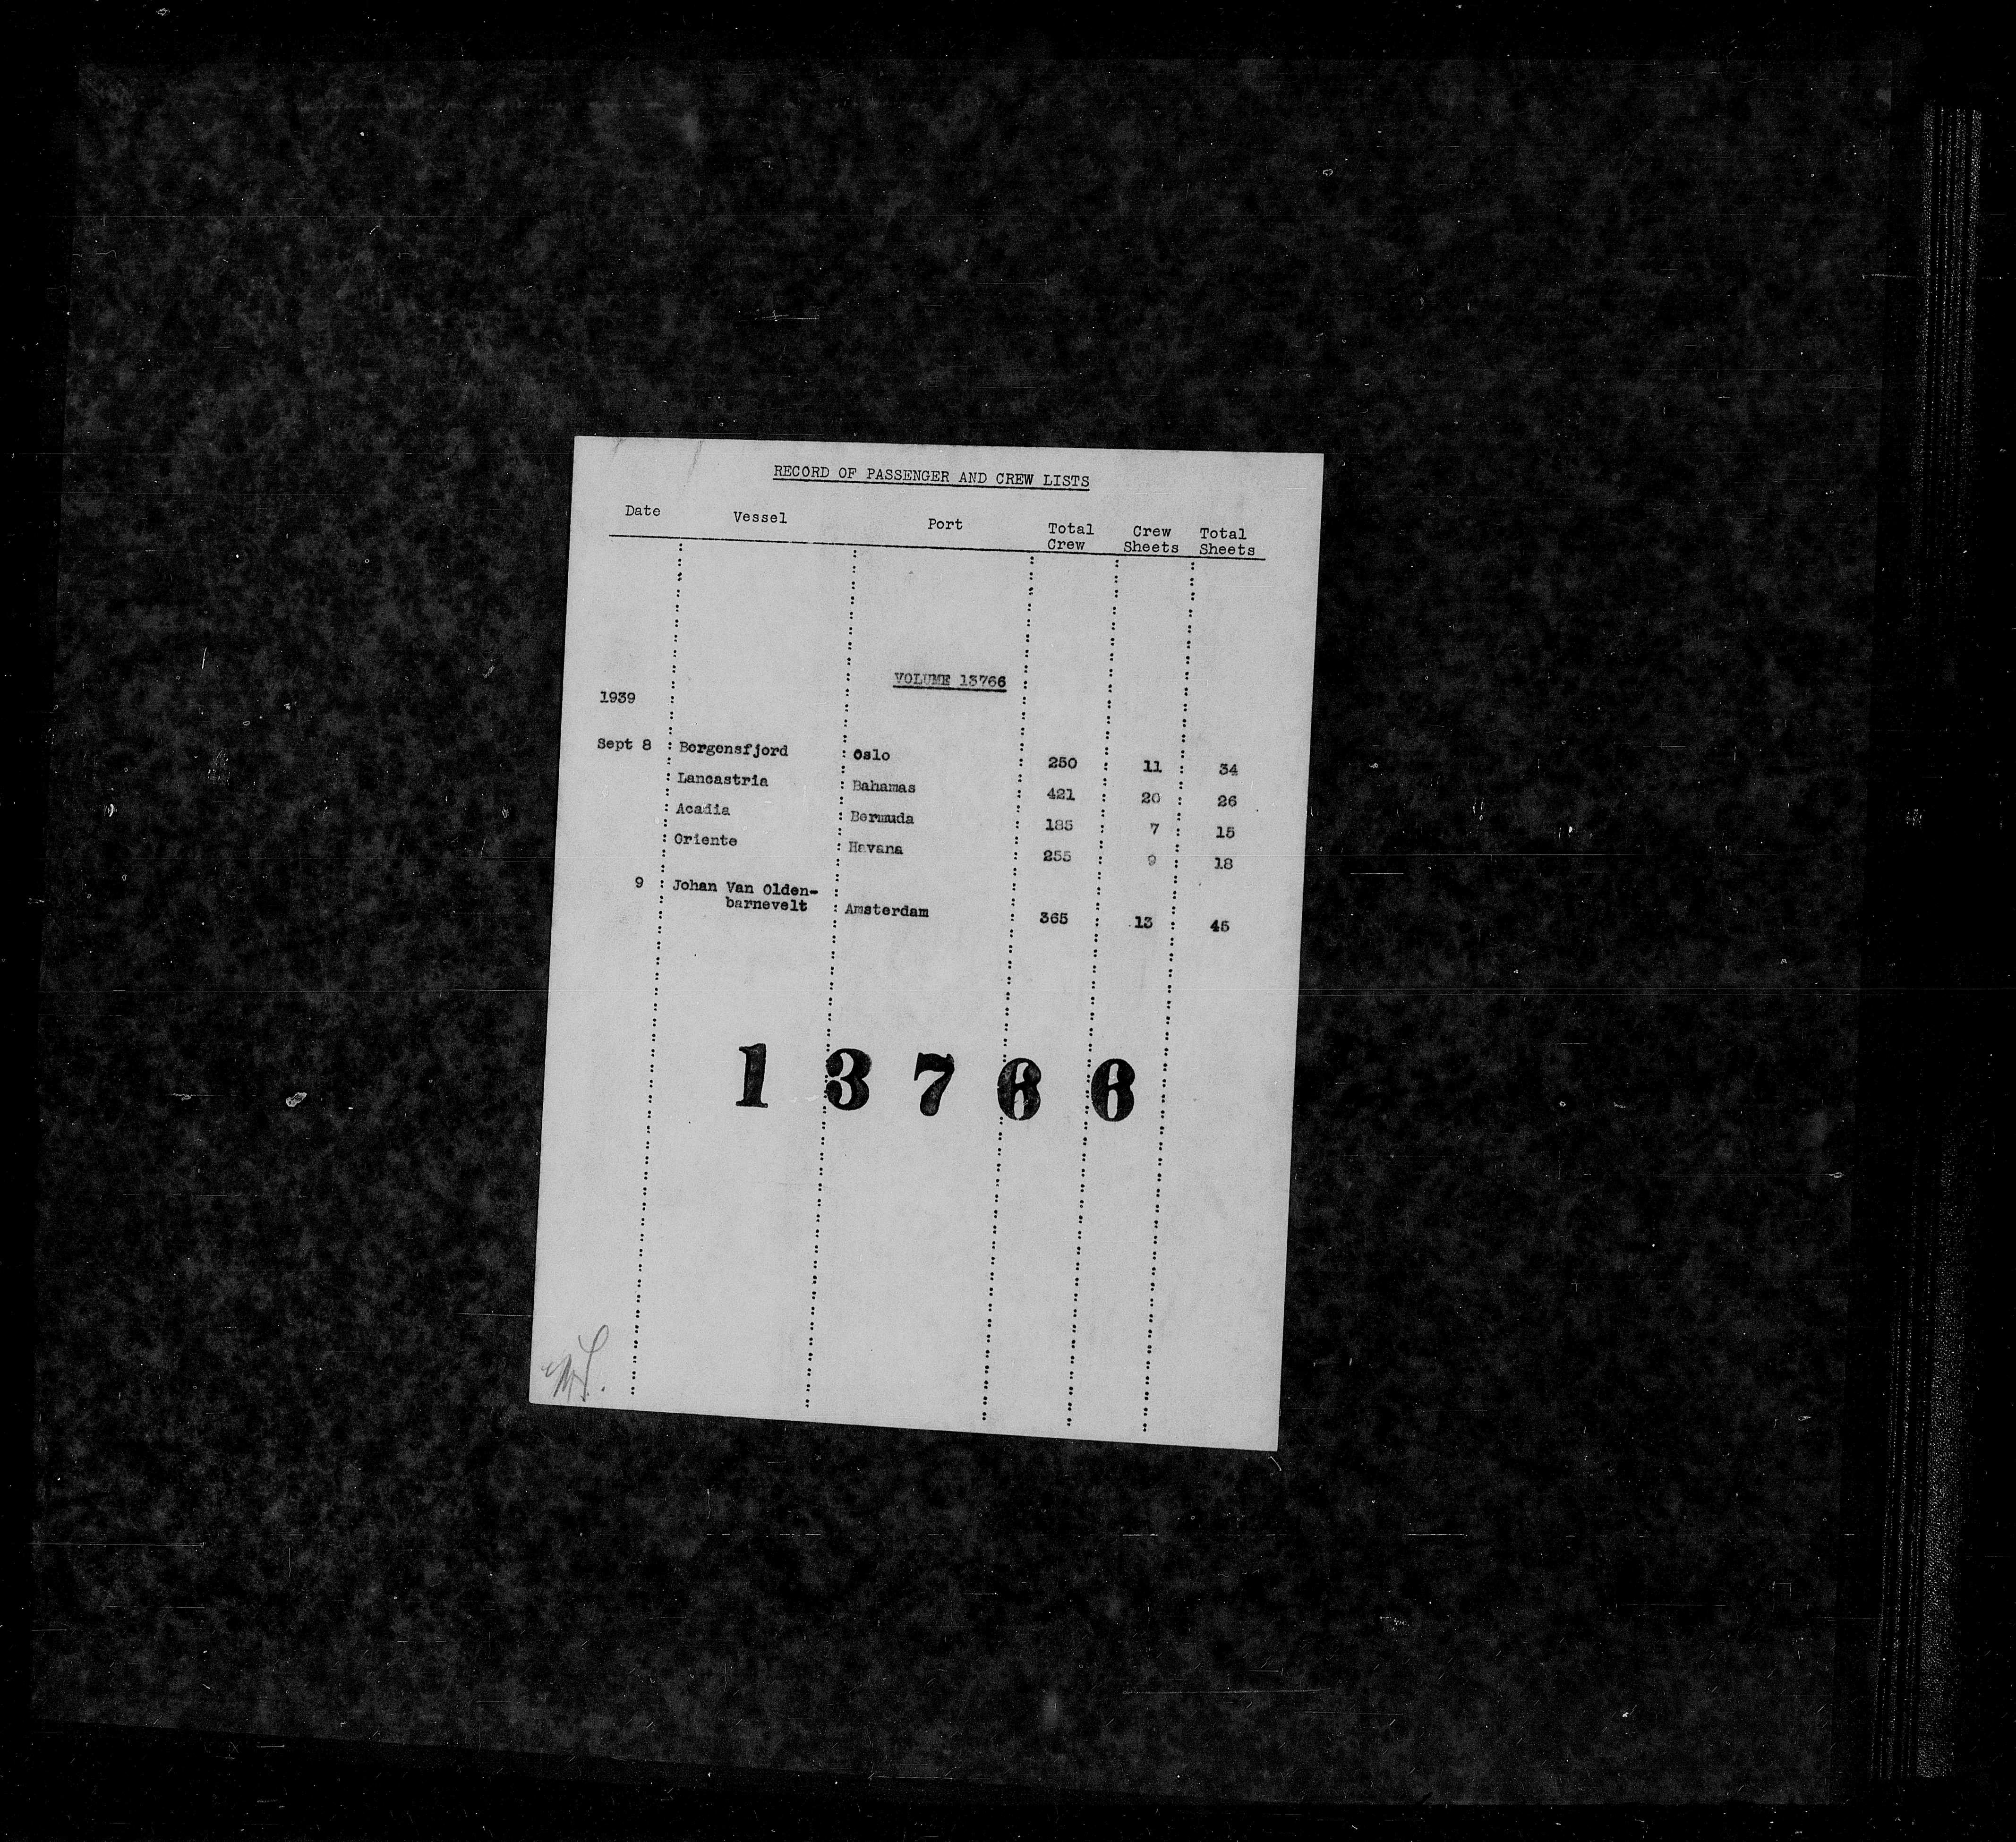 RECORD OF PASSENGER AND CREW LISTS
Date Vessel Port Total Crew Total
Crew Sheets Sheets
VOLUME 13766
1939
Sept 8 Bergensfjord Oslo 250 11 34
Lancastria Bahamas 421 20 26
Acadia Bermuda 185 7 15
Oriente Havana 255 9 18
9 Johan Van Olden-
barnevelt Amsterdam 365 13 45
13766